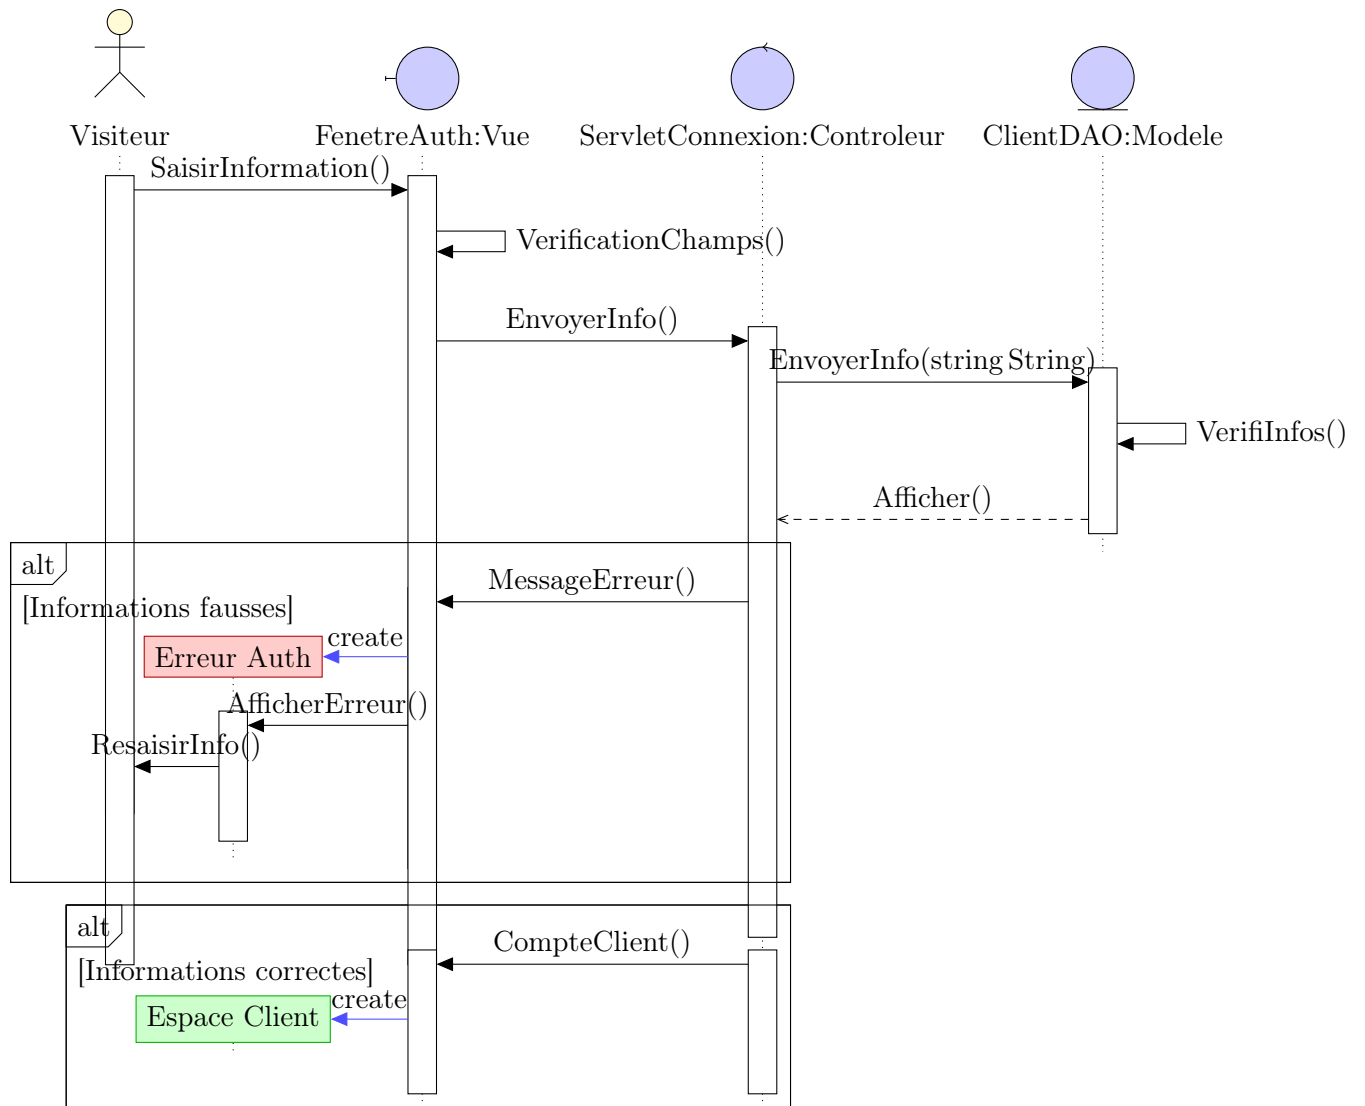 Visiteur
FenetreAuth:Vue
ServletConnexion:Controleur
ClientDAO:Modele
SaisirInformation()
VerificationChamps()
EnvoyerInfo()
EnvoyerInfo(string String)
VerifiInfos()
Afficher()
alt
MessageErreur()
[Informations fausses]
create
Erreur Auth
AfficherErreur()
ResaisirInfo()
alt
CompteClient()
[Informations correctes]
create
Espace Client